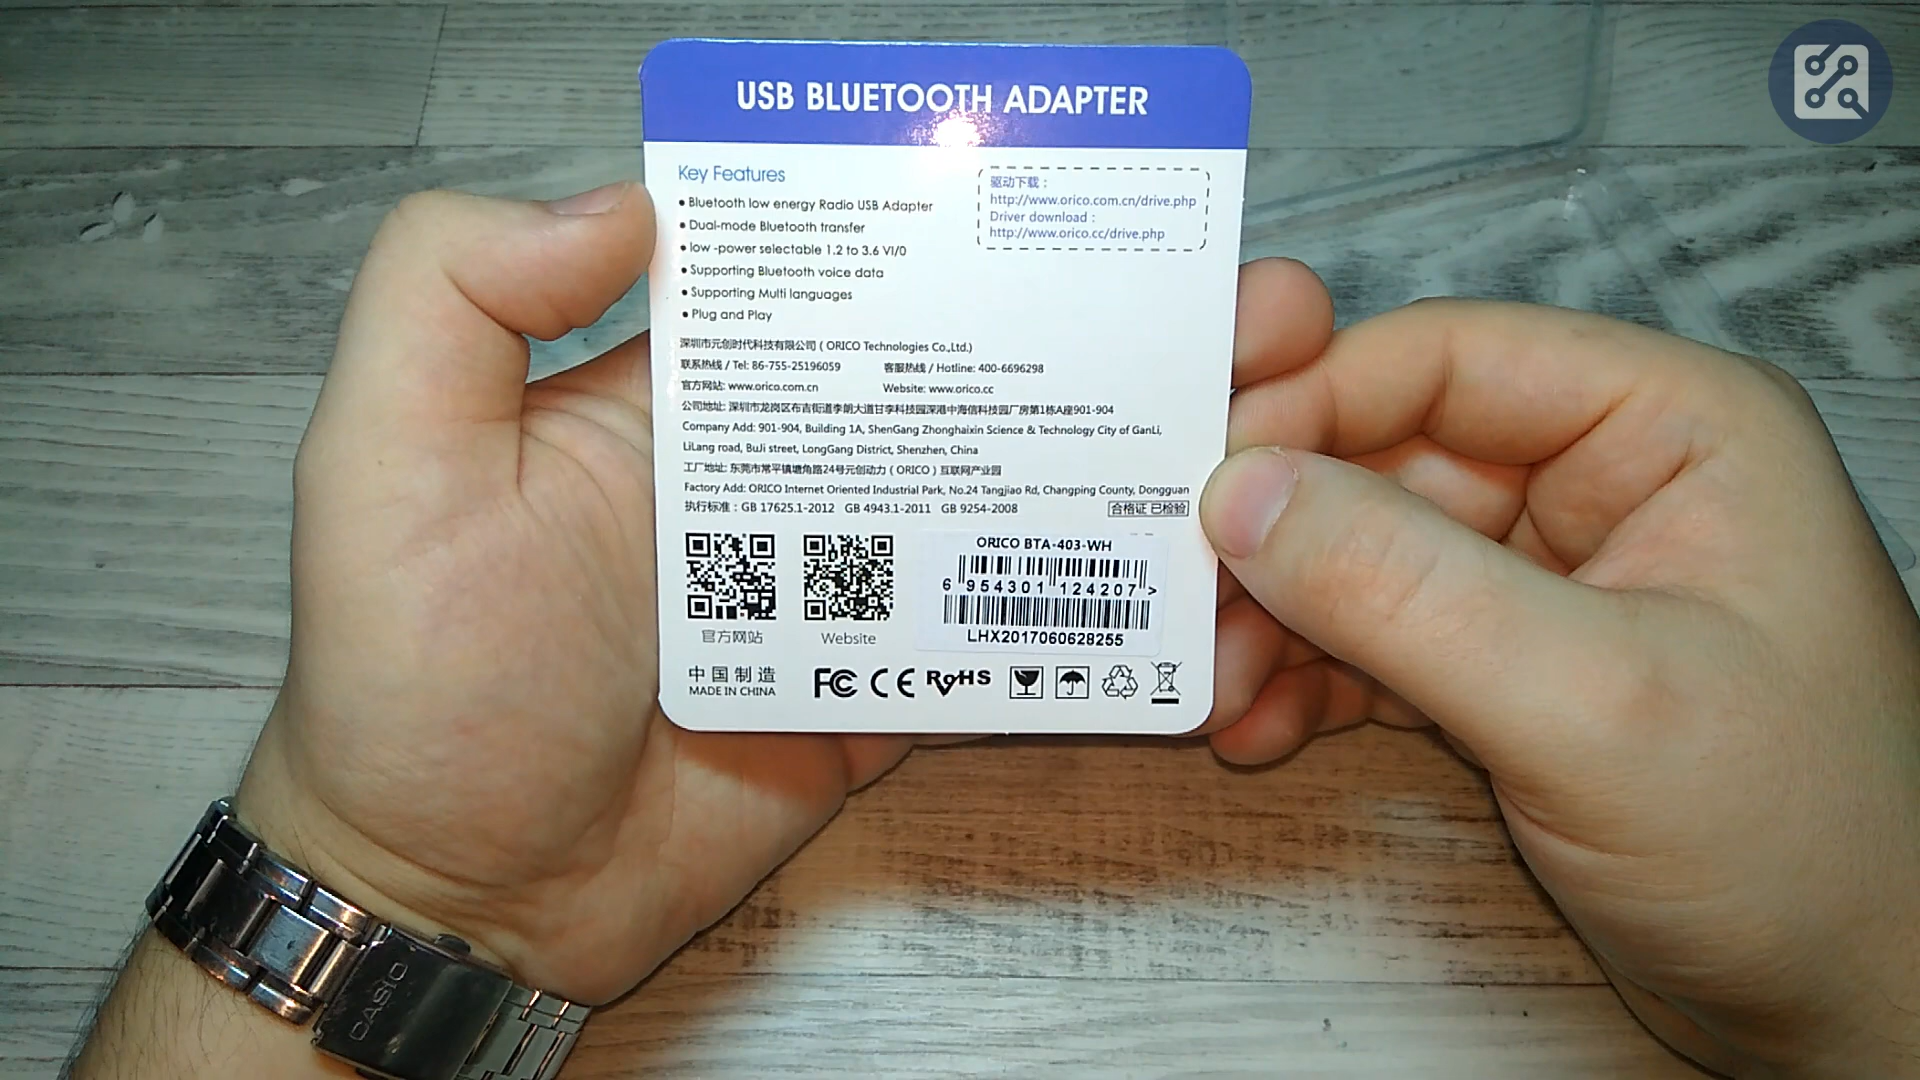 USB BLUETOOTH ADAPTER
Key Features
• Bluetooth low energy Radio USB Adapter
• Dual-mode Bluetooth transfer
• low -power selectable 1.2 to 3.6 VI/0
• Supporting Bluetooth voice data
• Supporting Multi languages
• Plug and Play
驱动下载：
http://www.orico.com.cn/drive.php
Driver download：
http://www.orico.cc/drive.php
深圳市元创时代科技有限公司 ( ORICO Technologies Co.,Ltd.)
联系热线 / Tel: 86-755-25196059 客服热线 / Hotline: 400-6696298
官方网站: www.orico.com.cn Website: www.orico.cc
公司地址: 深圳市龙岗区布吉街道李朗大道甘李科技园深港中海信科技园厂房第1栋A座901-904
Company Add: 901-904, Building 1A, ShenGang Zhonghaixin Science & Technology City of GanLi,
LiLang road, BuJi street, LongGang District, Shenzhen, China
工厂地址: 东莞市常平镇塘角路24号元创动力 ( ORICO ) 互联网产业园
Factory Add: ORICO Internet Oriented Industrial Park, No.24 Tangjiao Rd, Changping County, Dongguan
执行标准：GB 17625.1-2012 GB 4943.1-2011 GB 9254-2008 合格证 已检验
ORICO BTA-403-WH
6 954301 124207 >
LHX2017060628255
官方网站 Website
中国制造
MADE IN CHINA
FC CE RoHS
CASIO